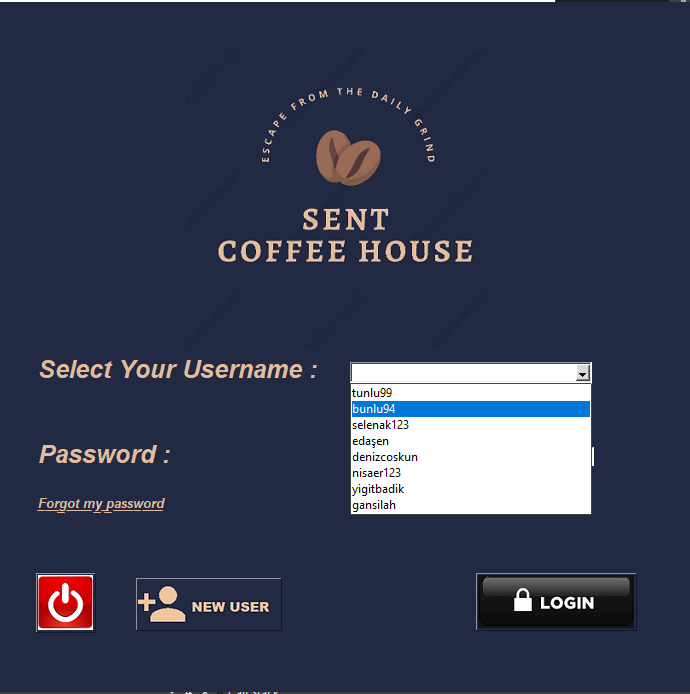 ESCAPE FROM THE DAILY GRIND
SENT
COFFEE HOUSE
Select Your Username :
tunlu99
bunlu94
selenak123
edaşen
denizcoskun
nisaer123
yigitbadik
gansilah
Password :
Forgot my password
NEW USER
LOGIN